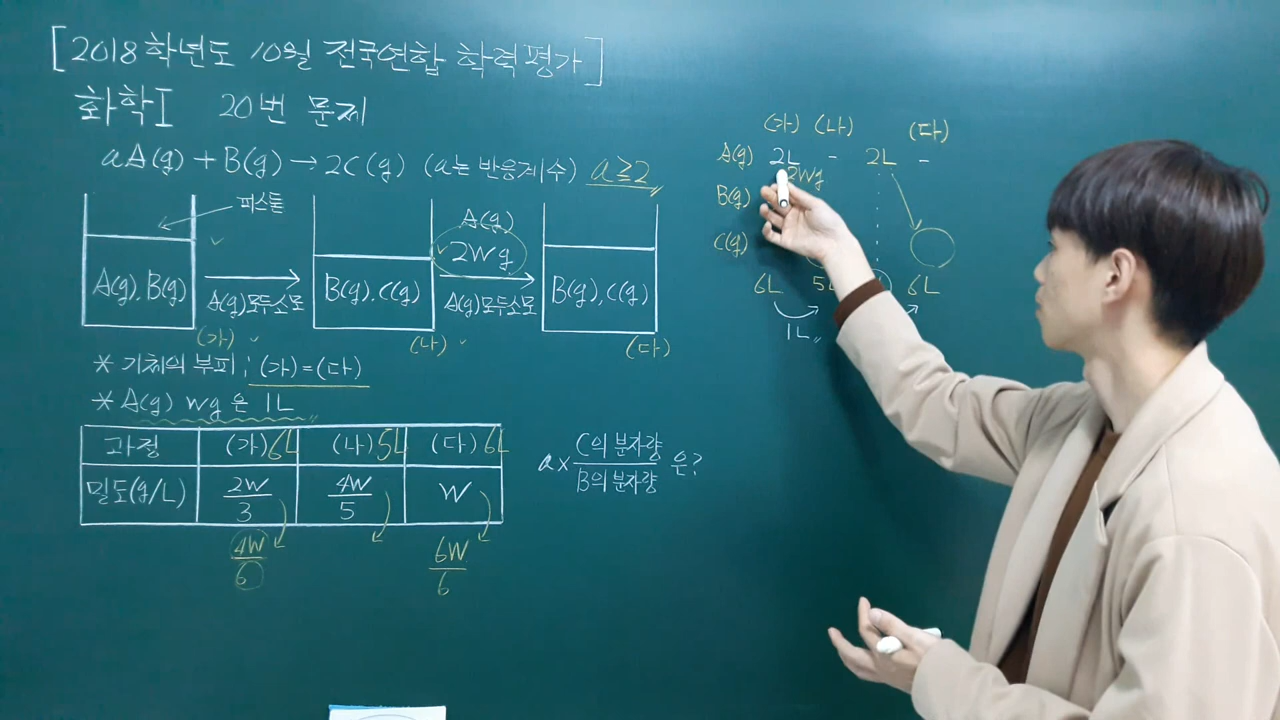 [2018학년도 10월 전국연합 학력평가]
화학I 20번 문제
aA(g) + B(g) → 2C(g) (a는 반응계수) a≥2
피스톤
A(g), B(g)
A(g)모두소모
(가)
B(g), C(g)
(나)
A(g)
2Wg
A(g)모두소모
B(g), C(g)
(다)
* 기체의 부피 ; (가)=(다)
* A(g) wg은 1L
과정 (가) 6L (나) 5L (다) 6L
밀도(g/L) 2W/3 4W/5 W
4W/6 6W/6
a× C의 분자량/B의 분자량 은?
(가) (나) (다)
A(g) 2L - 2L -
2Wg
B(g)
C(g)
6L 6L
1L